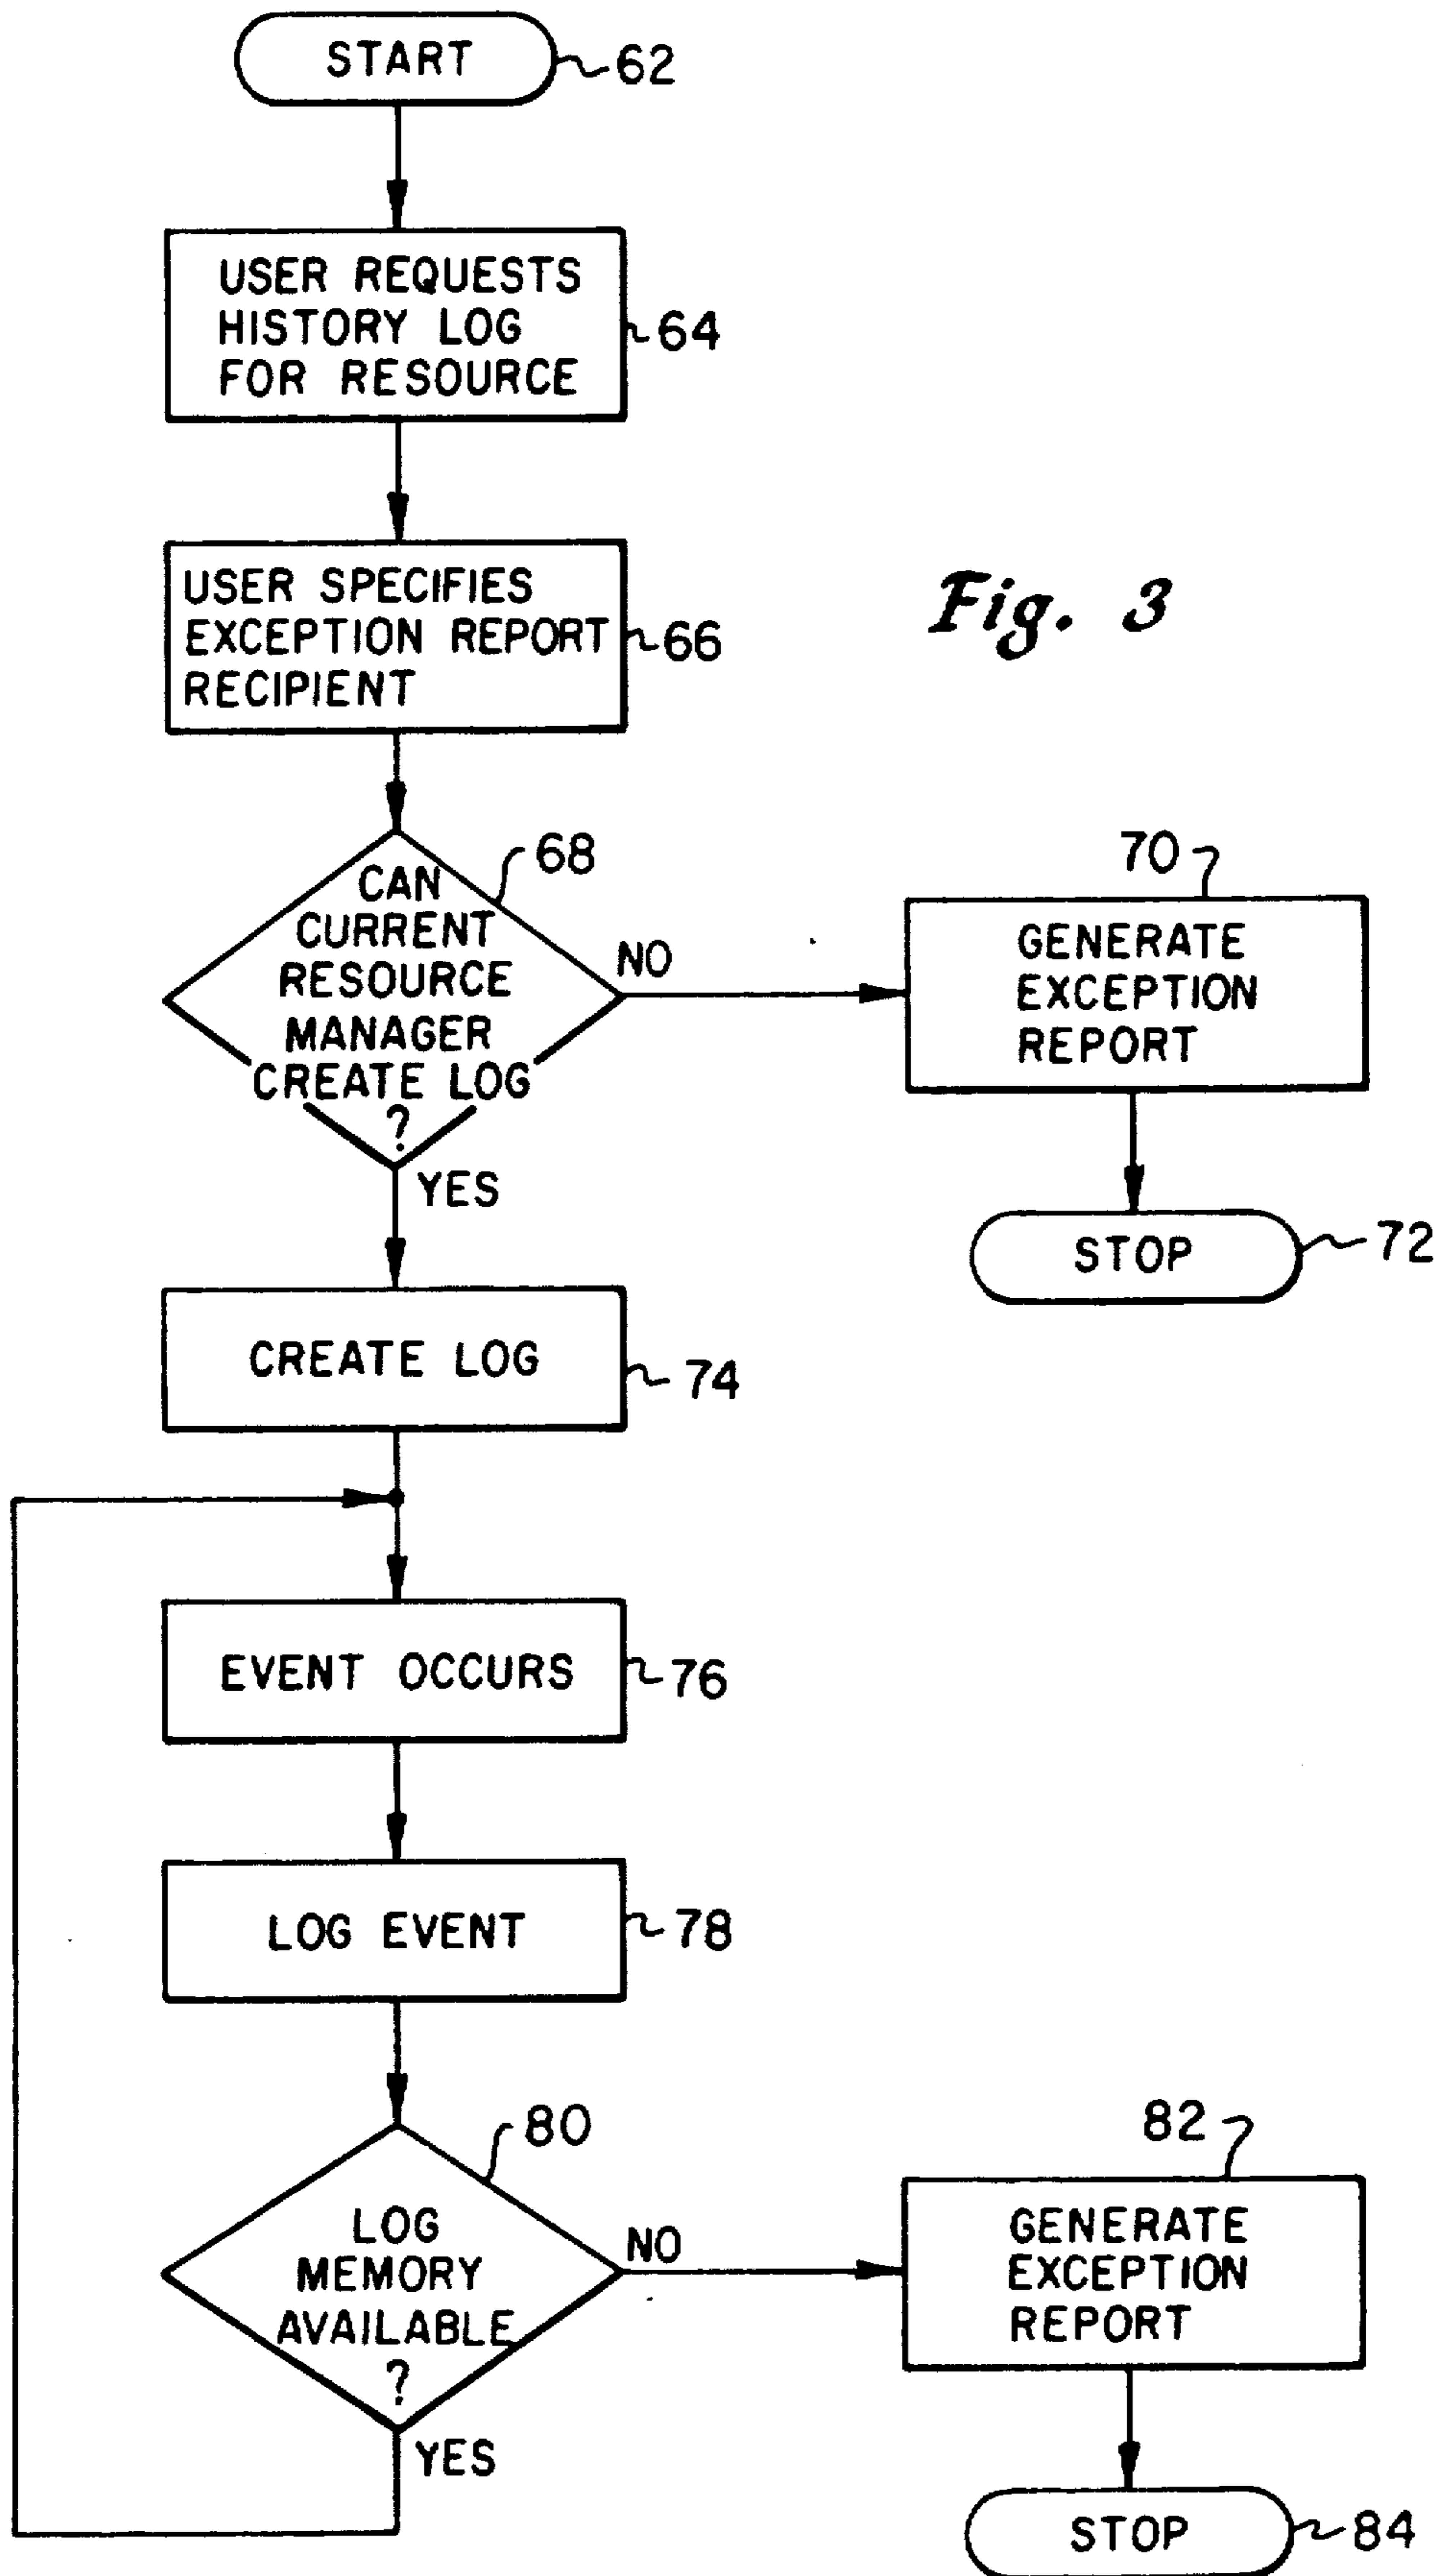 START
62
USER REQUESTS
HISTORY LOG
FOR RESOURCE
64
USER SPECIFIES
EXCEPTION REPORT
RECIPIENT
66
Fig. 3
68
CAN
CURRENT
RESOURCE
MANAGER
CREATE LOG
?
NO
YES
70
GENERATE
EXCEPTION
REPORT
STOP
72
CREATE LOG
74
EVENT OCCURS
76
LOG EVENT
78
80
LOG
MEMORY
AVAILABLE
?
NO
YES
82
GENERATE
EXCEPTION
REPORT
STOP
84